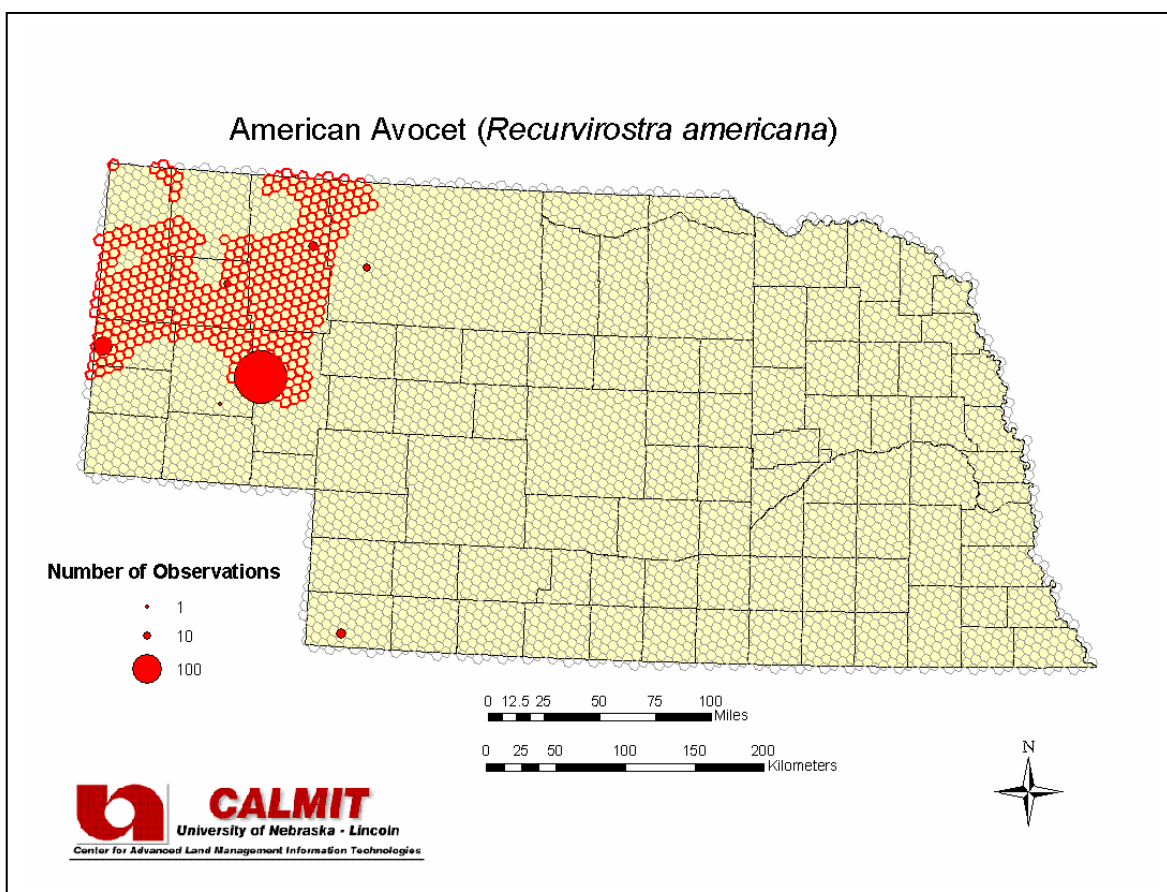 American Avocet (Recurvirostra americana)
Number of Observations
1
10
100
0 12.5 25 50 75 100
Miles
0 25 50 100 150 200
Kilometers
N
CALMIT
University of Nebraska - Lincoln
Center for Advanced Land Management Information Technologies